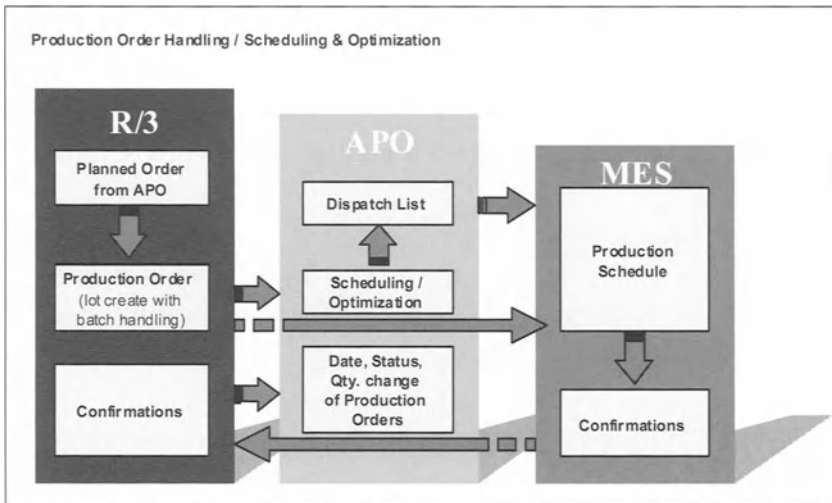 Production Order Handling / Scheduling & Optimization
R/3
Planned Order
from APO
Production Order
(lot create with
batch handling)
Confirmations
APO
Dispatch List
Scheduling /
Optimization
Date, Status,
Qty. change
of Production
Orders
MES
Production
Schedule
Confirmations